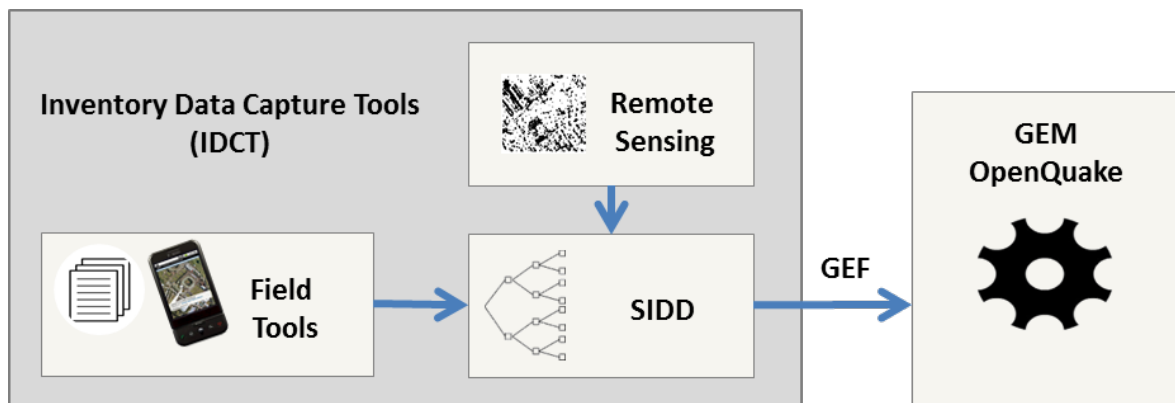 Inventory Data Capture Tools
(IDCT)
Remote
Sensing
Field
Tools
SIDD
GEF
GEM
OpenQuake